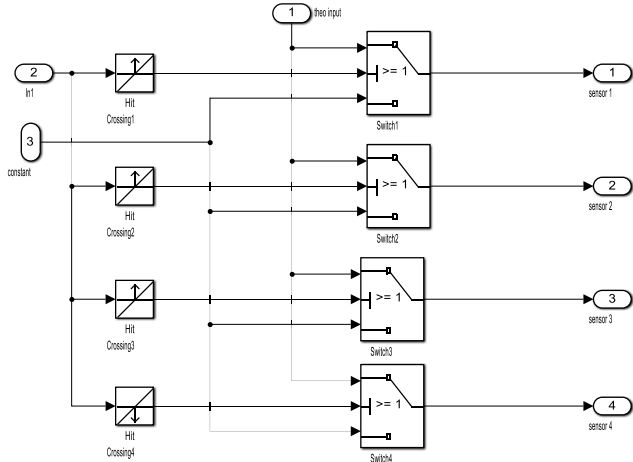 1
theo input
2
In1
Hit
Crossing1
>= 1
Switch1
1
sensor 1
3
constant
Hit
Crossing2
>= 1
Switch2
2
sensor 2
Hit
Crossing3
>= 1
Switch3
3
sensor 3
Hit
Crossing4
>= 1
Switch4
4
sensor 4